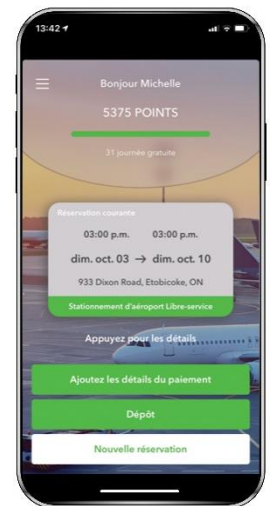 13:42
Bonjour Michelle
5375 POINTS
31 journée gratuite
Réservation courante
03:00 p.m. 03:00 p.m.
dim. oct. 03 → dim. oct. 10
933 Dixon Road, Etobicoke, ON
Stationnement d'aéroport Libre-service
Appuyez pour les détails
Ajoutez les détails du paiement
Dépôt
Nouvelle réservation